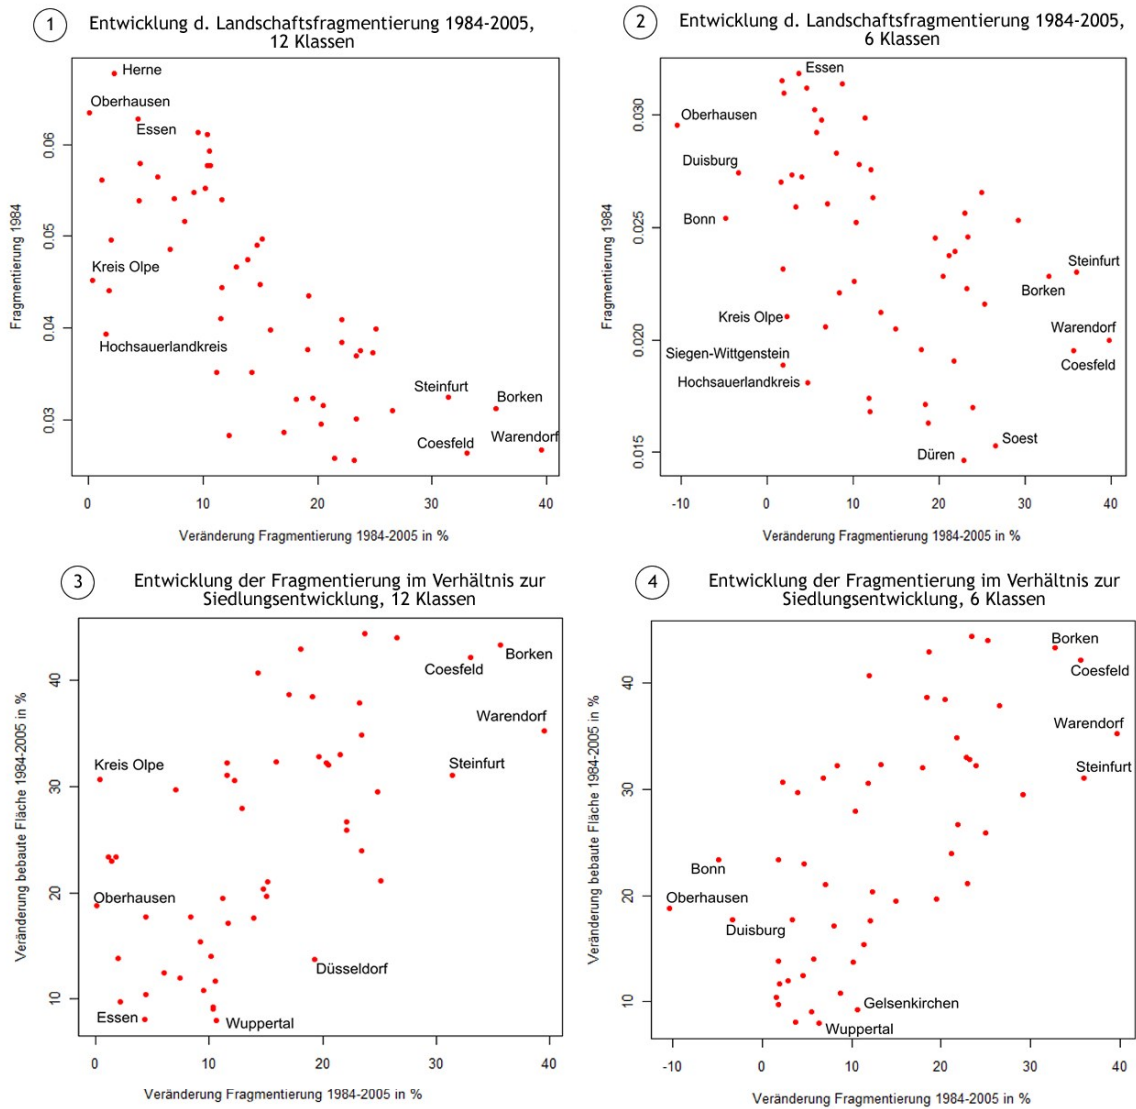 1
Entwicklung d. Landschaftsfragmentierung 1984-2005,
12 Klassen
Fragmentierung 1984
0.06
0.05
0.04
0.03
Herne
Oberhausen
Essen
Kreis Olpe
Hochsauerlandkreis
Steinfurt
Borken
Coesfeld
Warendorf
0
10
20
30
40
Veränderung Fragmentierung 1984-2005 in %
2
Entwicklung d. Landschaftsfragmentierung 1984-2005,
6 Klassen
Fragmentierung 1984
0.030
0.025
0.020
0.015
Essen
Oberhausen
Duisburg
Bonn
Steinfurt
Borken
Kreis Olpe
Warendorf
Siegen-Wittgenstein
Coesfeld
Hochsauerlandkreis
Soest
Düren
-10
0
10
20
30
40
Veränderung Fragmentierung 1984-2005 in %
3
Entwicklung der Fragmentierung im Verhältnis zur
Siedlungsentwicklung, 12 Klassen
Veränderung bebaute Fläche 1984-2005 in %
40
30
20
10
Borken
Coesfeld
Warendorf
Kreis Olpe
Steinfurt
Oberhausen
Düsseldorf
Essen
Wuppertal
0
10
20
30
40
Veränderung Fragmentierung 1984-2005 in %
4
Entwicklung der Fragmentierung im Verhältnis zur
Siedlungsentwicklung, 6 Klassen
Veränderung bebaute Fläche 1984-2005 in %
40
30
20
10
Borken
Coesfeld
Warendorf
Steinfurt
Bonn
Oberhausen
Duisburg
Gelsenkirchen
Wuppertal
-10
0
10
20
30
40
Veränderung Fragmentierung 1984-2005 in %